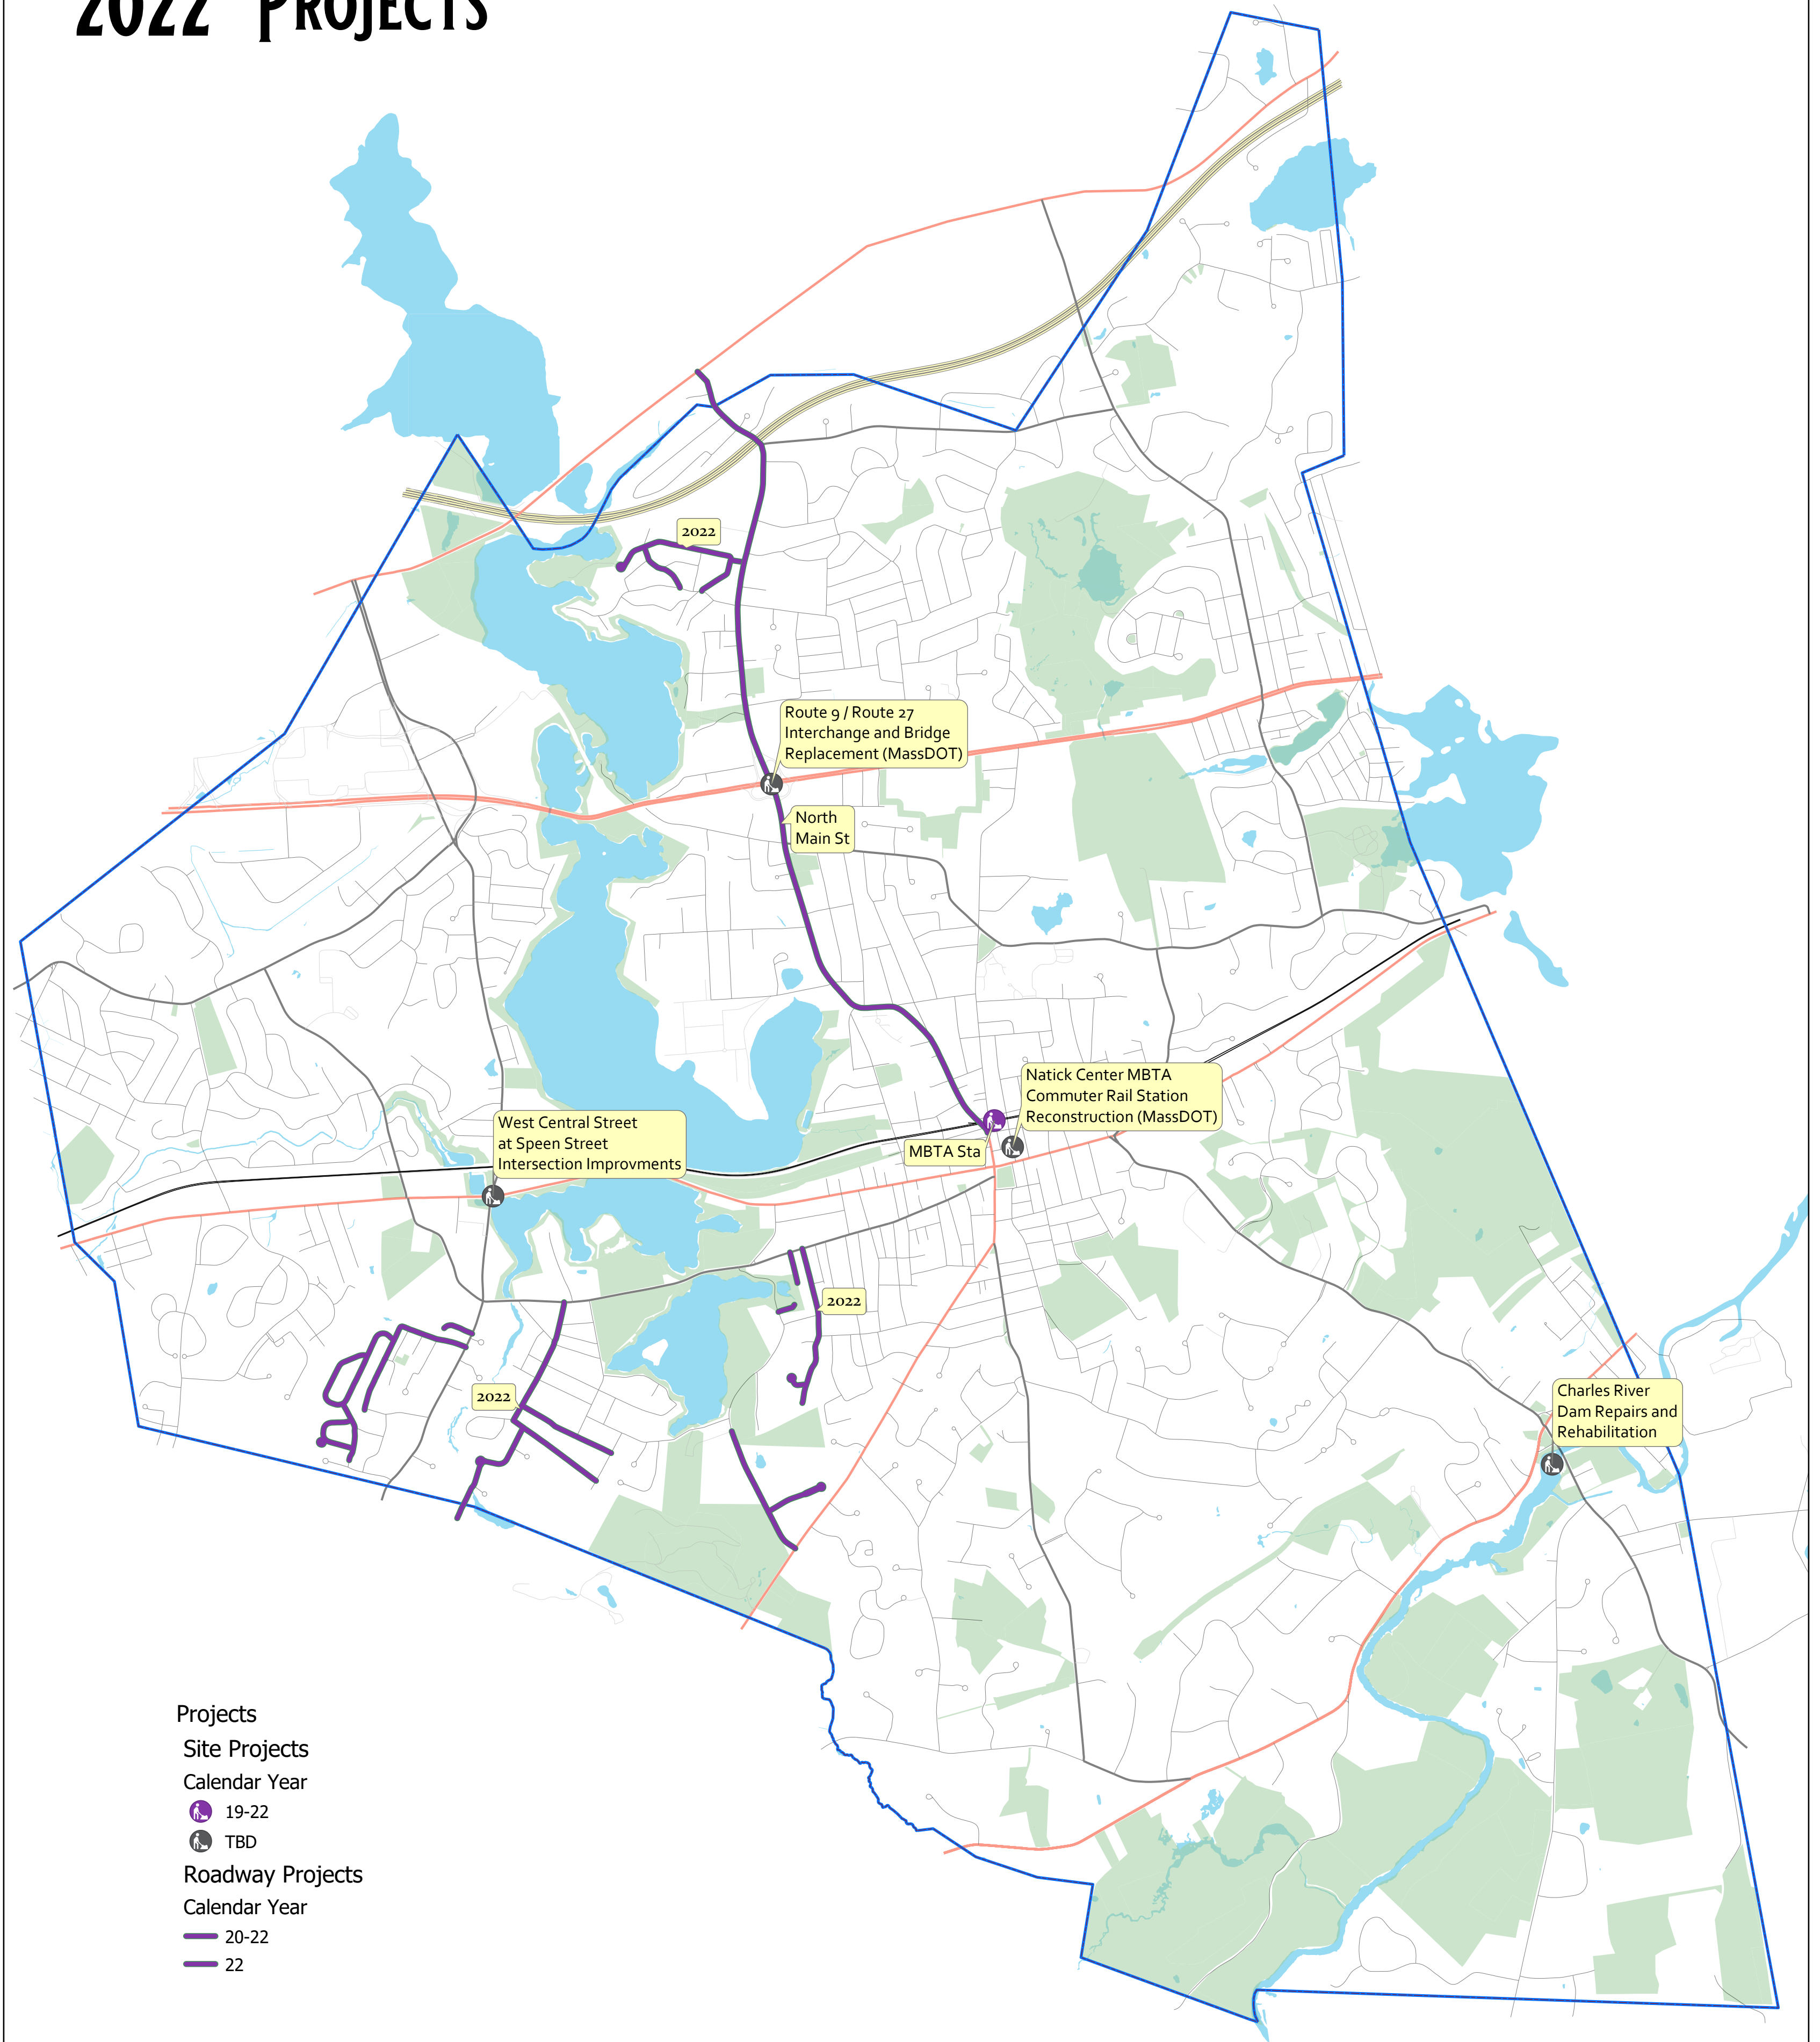 2022 Projects
2022
Route 9 / Route 27
Interchange and Bridge
Replacement (MassDOT)
North
Main St
Natick Center MBTA
Commuter Rail Station
Reconstruction (MassDOT)
MBTA Sta
West Central Street
at Speen Street
Intersection Improvments
2022
2022
Charles River
Dam Repairs and
Rehabilitation
Projects
Site Projects
Calendar Year
19-22
TBD
Roadway Projects
Calendar Year
20-22
22